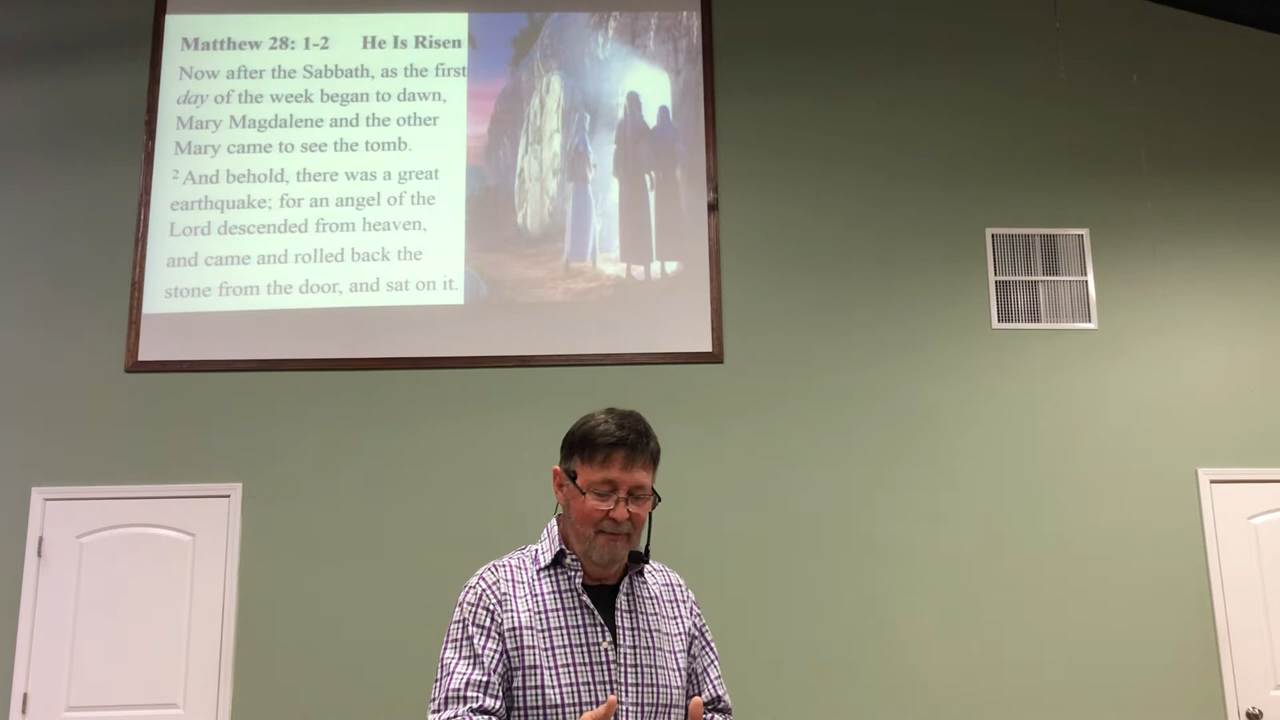 Matthew 28: 1-2 He Is Risen
Now after the Sabbath, as the first
day of the week began to dawn,
Mary Magdalene and the other
Mary came to see the tomb.
2 And behold, there was a great
earthquake; for an angel of the
Lord descended from heaven,
and came and rolled back the
stone from the door, and sat on it.